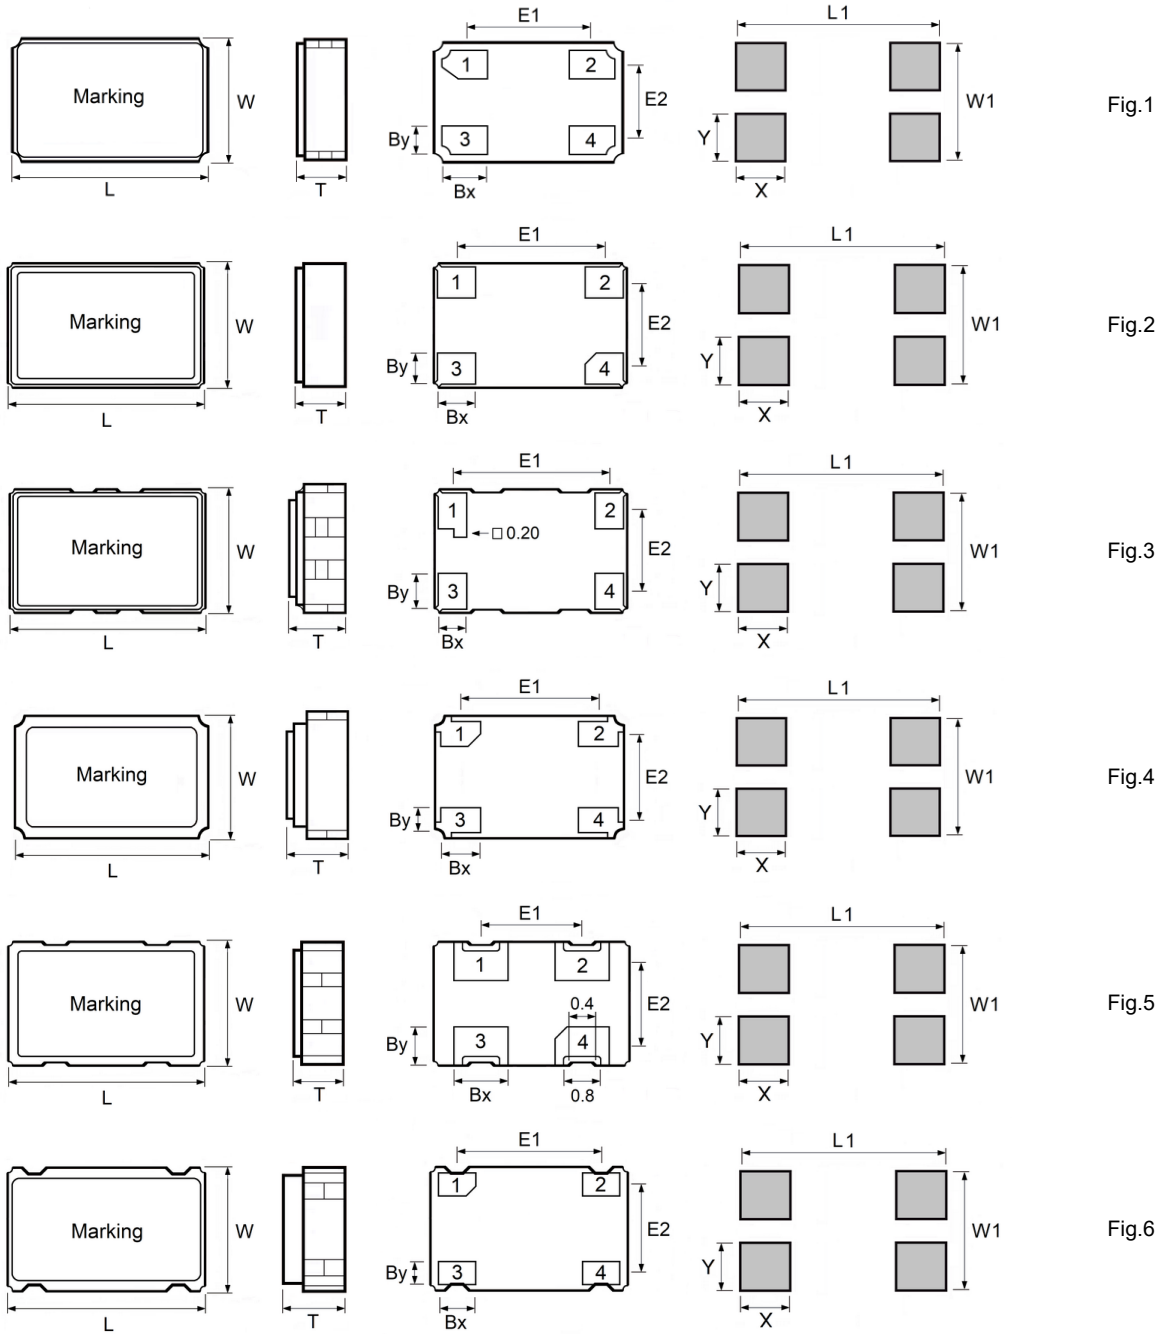 E1
L1
1 2
Marking W E2 W1 Fig.1
By 3 4 Y
L T Bx X
E1
L1
1 2
Marking W E2 W1 Fig.2
By 3 4 Y
L T Bx X
E1
L1
1 2
□ 0.20
Marking W E2 W1 Fig.3
By 3 4 Y
L T Bx X
E1
L1
1 2
Marking W E2 W1 Fig.4
By 3 4 Y
L T Bx X
E1
L1
1 2
Marking W 0.4 E2 W1 Fig.5
By 3 4 Y
L T Bx 0.8 X
E1
L1
1 2
Marking W E2 W1 Fig.6
By 3 4 Y
L T Bx X